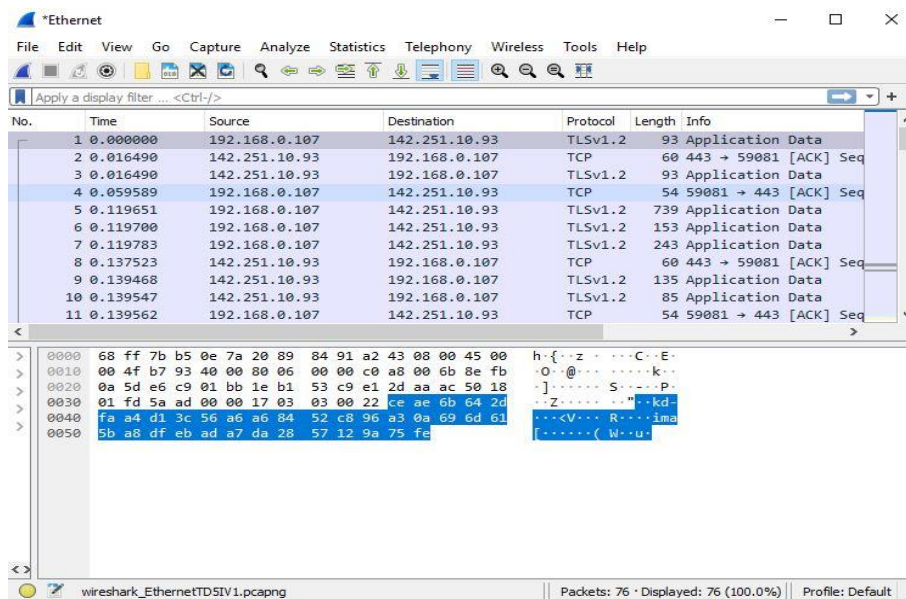 *Ethernet
File Edit View Go Capture Analyze Statistics Telephony Wireless Tools Help
Apply a display filter ... <Ctrl-/>
No. Time Source Destination Protocol Length Info
1 0.000000 192.168.0.107 142.251.10.93 TLSv1.2 93 Application Data
2 0.016490 142.251.10.93 192.168.0.107 TCP 60 443 → 59081 [ACK] Seq
3 0.016490 142.251.10.93 192.168.0.107 TLSv1.2 93 Application Data
4 0.059589 192.168.0.107 142.251.10.93 TCP 54 59081 → 443 [ACK] Seq
5 0.119651 192.168.0.107 142.251.10.93 TLSv1.2 739 Application Data
6 0.119700 192.168.0.107 142.251.10.93 TLSv1.2 153 Application Data
7 0.119783 192.168.0.107 142.251.10.93 TLSv1.2 243 Application Data
8 0.137523 142.251.10.93 192.168.0.107 TCP 60 443 → 59081 [ACK] Seq
9 0.139468 142.251.10.93 192.168.0.107 TLSv1.2 135 Application Data
10 0.139547 142.251.10.93 192.168.0.107 TLSv1.2 85 Application Data
11 0.139562 192.168.0.107 142.251.10.93 TCP 54 59081 → 443 [ACK] Seq
0000 68 ff 7b b5 0e 7a 20 89 84 91 a2 43 08 00 45 00 h·{··z · ···C··E·
0010 00 4f b7 93 40 00 80 06 00 00 c0 a8 00 6b 8e fb ·O··@··· ·····k··
0020 0a 5d e6 c9 01 bb 1e b1 53 c9 e1 2d aa ac 50 18 ·]······ S··-··P·
0030 01 fd 5a ad 00 00 17 03 03 00 22 ce ae 6b 64 2d ··Z····· ··"··kd-
0040 fa a4 d1 3c 56 a6 a6 84 52 c8 96 a3 0a 69 6d 61 ···<V··· R····ima
0050 5b a8 df eb ad a7 da 28 57 12 9a 75 fe [······( W··u·
wireshark_EthernetTD5IV1.pcapng Packets: 76 · Displayed: 76 (100.0%) Profile: Default